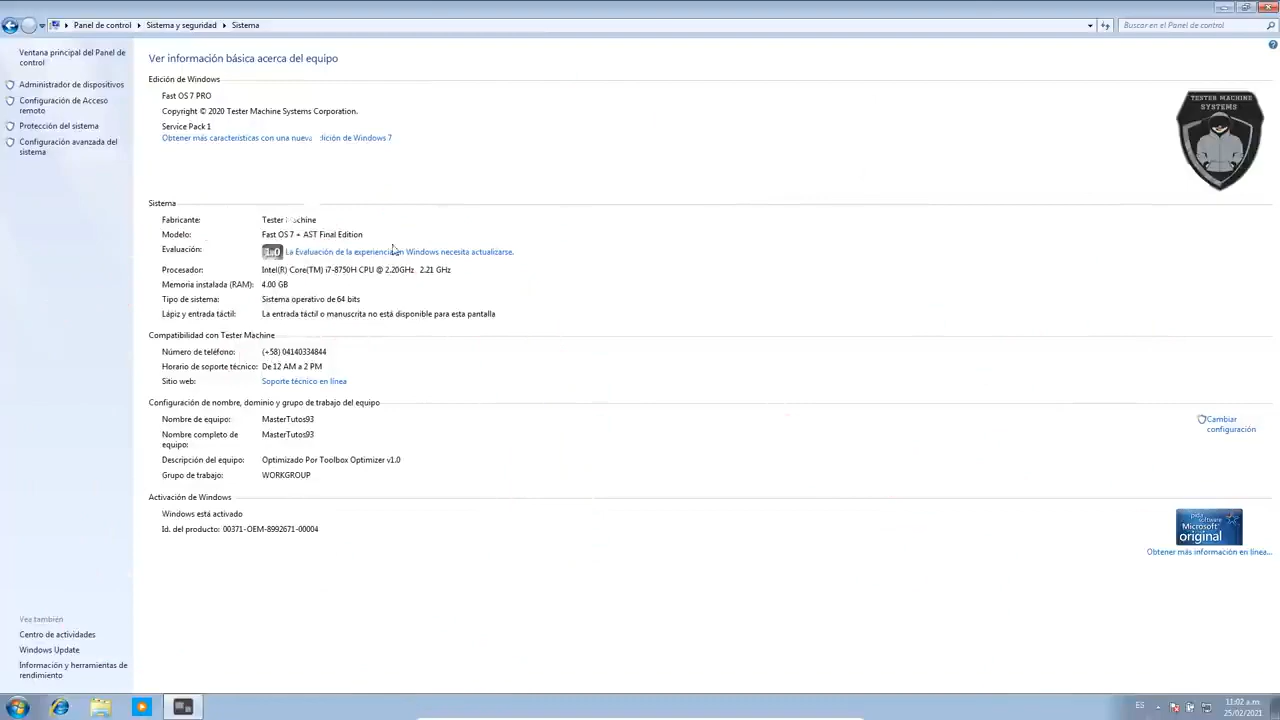 Panel de control ▸ Sistema y seguridad ▸ Sistema
Buscar en el Panel de control
Ventana principal del Panel de
control
Administrador de dispositivos
Configuración de Acceso
remoto
Protección del sistema
Configuración avanzada del
sistema
Ver información básica acerca del equipo
Edición de Windows
Fast OS 7 PRO
Copyright © 2020 Tester Machine Systems Corporation.
Service Pack 1
Obtener más características con una nueva dición de Windows 7
TESTER MACHINE
SYSTEMS
Sistema
Fabricante: Tester chine
Modelo: Fast OS 7 + AST Final Edition
Evaluación: 1,0 La Evaluación de la experiencia n Windows necesita actualizarse.
Procesador: Intel(R) Core(TM) i7-8750H CPU @ 2.20GHz 2.21 GHz
Memoria instalada (RAM): 4.00 GB
Tipo de sistema: Sistema operativo de 64 bits
Lápiz y entrada táctil: La entrada táctil o manuscrita no está disponible para esta pantalla
Compatibilidad con Tester Machine
Número de teléfono: (+58) 04140334844
Horario de soporte técnico: De 12 AM a 2 PM
Sitio web: Soporte técnico en línea
Configuración de nombre, dominio y grupo de trabajo del equipo
Nombre de equipo: MasterTutos93
Cambiar
configuración
Nombre completo de
equipo: MasterTutos93
Descripción del equipo: Optimizado Por Toolbox Optimizer v1.0
Grupo de trabajo: WORKGROUP
Activación de Windows
Windows está activado
Id. del producto: 00371-OEM-8992671-00004
pida
software
Microsoft
original
Obtener más información en línea...
Vea también
Centro de actividades
Windows Update
Información y herramientas de
rendimiento
ES
11:02 a.m.
25/02/2021